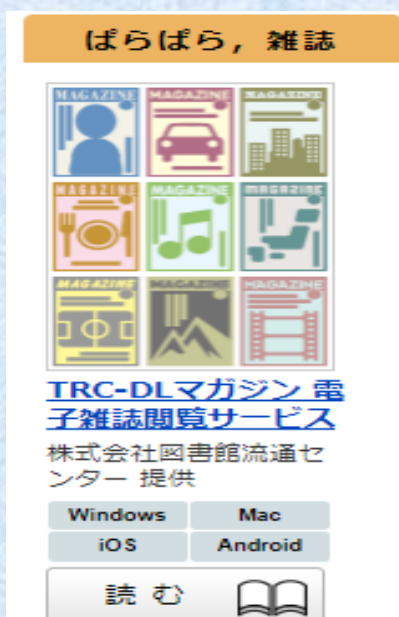 ぱらぱら, 雑誌
MAGAZINE MAGAZINE MAGAZINE
MAGAZINE MAGAZINE MAGAZINE
MAGAZINE MAGAZINE MAGAZINE
TRC-DLマガジン 電
子雑誌閲覧サービス
株式会社図書館流通セ
ンター 提供
Windows Mac
iOS Android
読 む